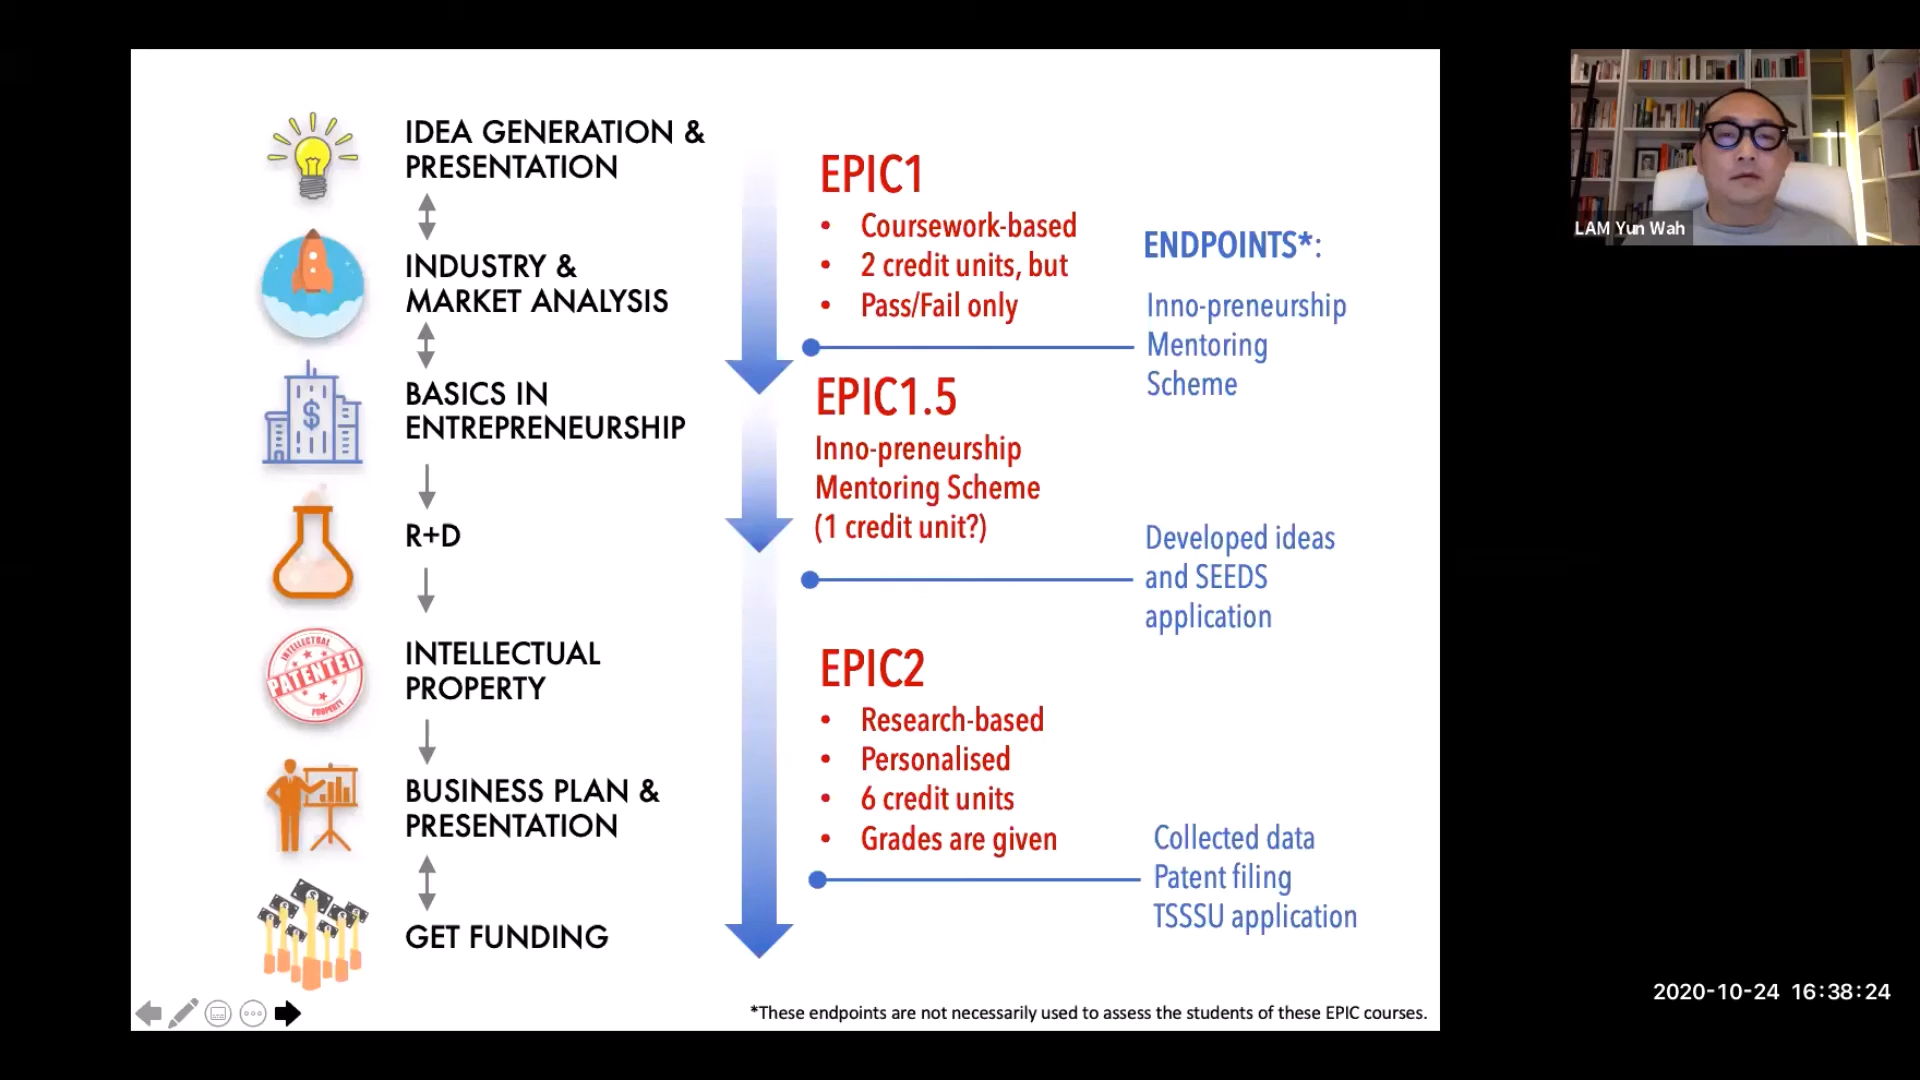 IDEA GENERATION &
PRESENTATION
INDUSTRY &
MARKET ANALYSIS
BASICS IN
ENTREPRENEURSHIP
$
R+D
INTELLECTUAL
PATENTED
PROPERTY
INTELLECTUAL
PROPERTY
BUSINESS PLAN &
PRESENTATION
GET FUNDING
EPIC1
• Coursework-based
• 2 credit units, but
• Pass/Fail only
EPIC1.5
Inno-preneurship
Mentoring Scheme
(1 credit unit?)
EPIC2
• Research-based
• Personalised
• 6 credit units
• Grades are given
ENDPOINTS*:
Inno-preneurship
Mentoring
Scheme
Developed ideas
and SEEDS
application
Collected data
Patent filing
TSSSU application
*These endpoints are not necessarily used to assess the students of these EPIC courses.
LAM Yun Wah
2020-10-24 16:38:24